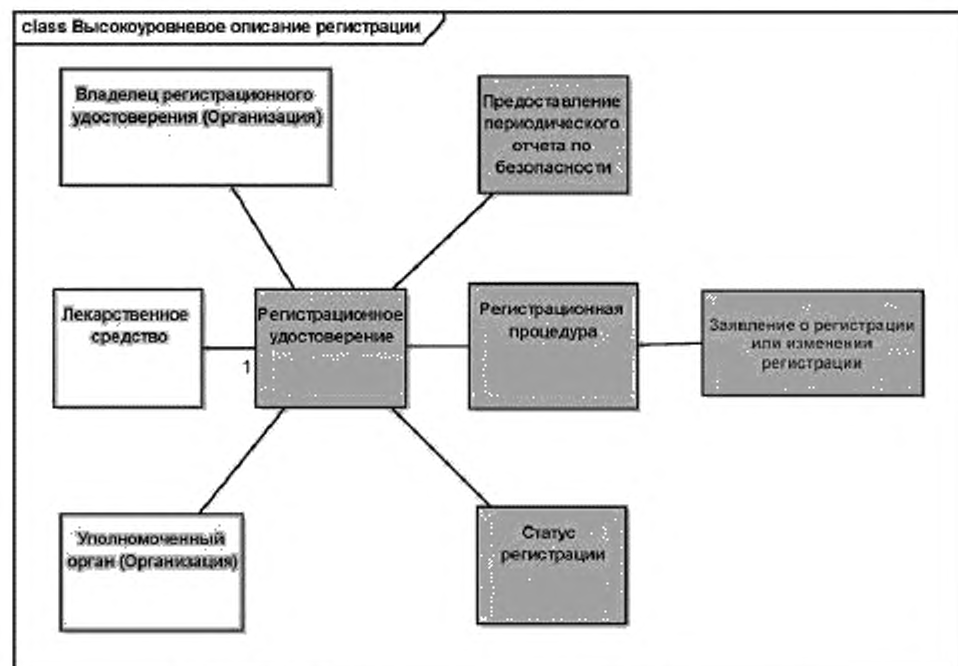 class Высокоуровневое описание регистрации
Владелец регистрационного
удостоверения (Организация)
Предоставление
периодического
отчета по
безопасности
Лекарственное
средство
1
Регистрационное
удостоверение
Регистрационная
процедура
Заявление о регистрации
или изменении
регистрации
Уполномоченный
орган (Организация)
Статус
регистрации